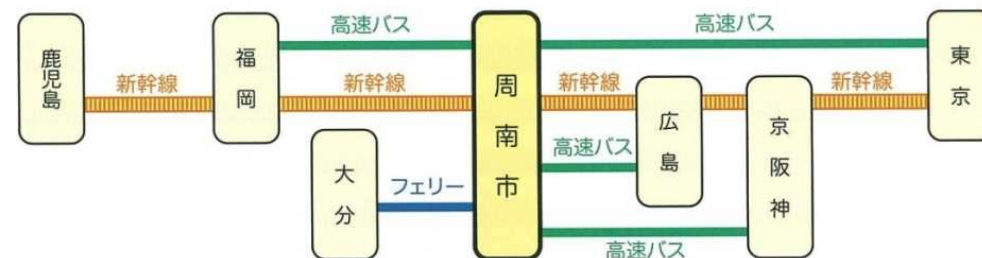 高速バス
高速バス
鹿児島
福岡
周南市
東京
新幹線
新幹線
新幹線
新幹線
広島
京阪神
大分
高速バス
フェリー
高速バス